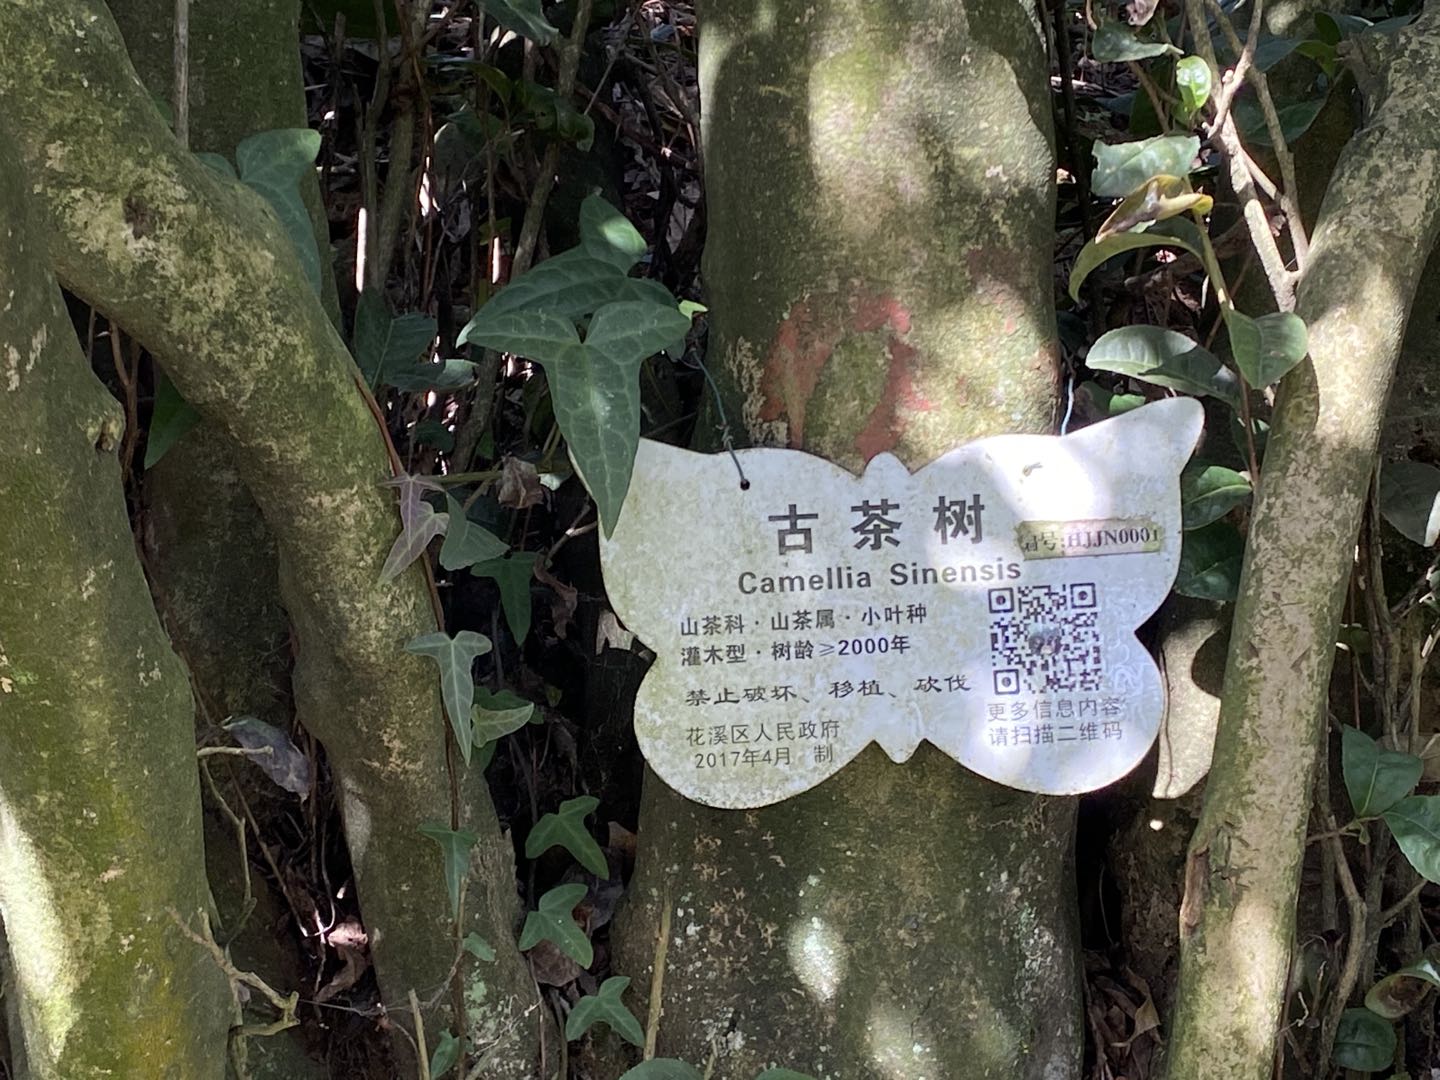 古茶树
编号:HJJN0001
Camellia Sinensis
山茶科·山茶属·小叶种
灌木型·树龄≥2000年
禁止破坏、移植、砍伐
花溪区人民政府
2017年4月 制
更多信息内容
请扫描二维码